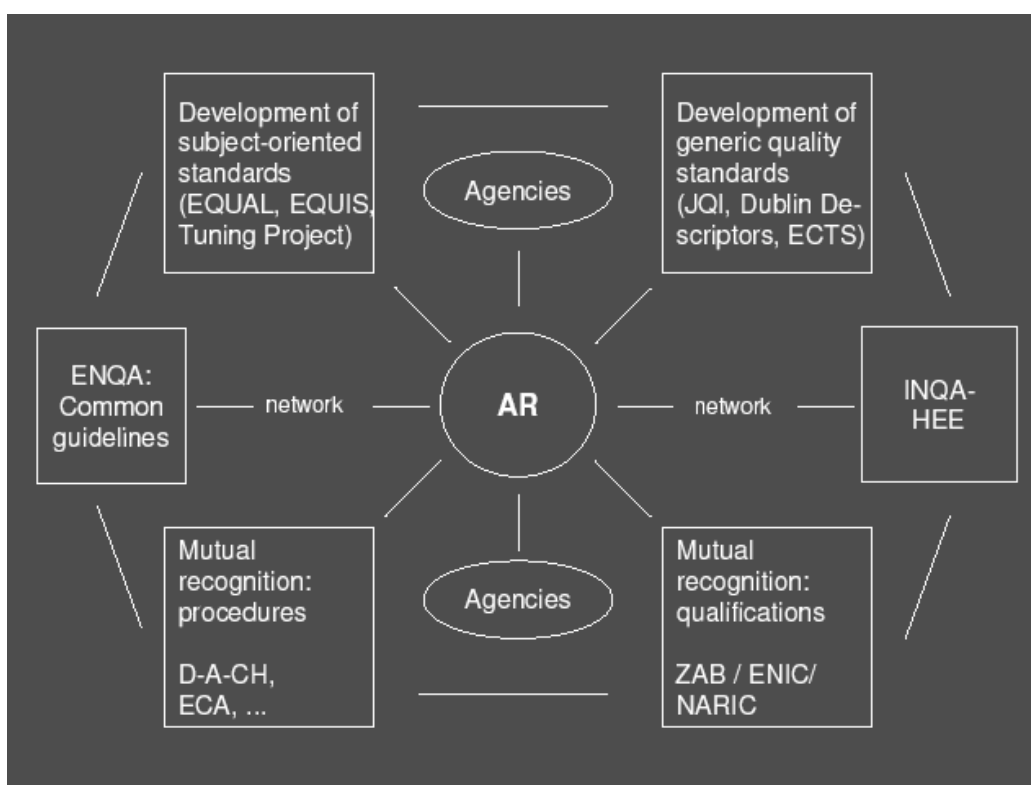 Development of
subject-oriented
standards
(EQUAL, EQUIS,
Tuning Project)
Agencies
Development of
generic quality
standards
(JQI, Dublin De-
scriptors, ECTS)
ENQA:
Common
guidelines
network
AR
network
INQA-
HEE
Mutual
recognition:
procedures
D-A-CH,
ECA, ...
Agencies
Mutual
recognition:
qualifications
ZAB / ENIC/
NARIC